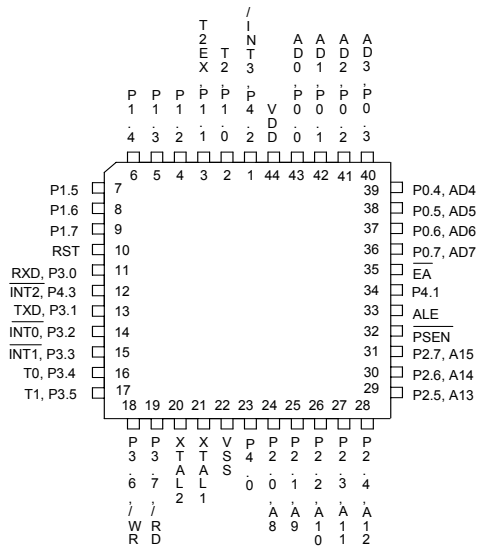 P1.4
P1.3
P1.2
T2EX,P1.1
T2,P1.0
/INT3,P4.2
VDD
AD0,P0.0
AD1,P0.1
AD2,P0.2
AD3,P0.3
6 5 4 3 2 1 44 43 42 41 40
P1.5 7
P1.6 8
P1.7 9
RST 10
RXD, P3.0 11
INT2, P4.3 12
TXD, P3.1 13
INT0, P3.2 14
INT1, P3.3 15
T0, P3.4 16
T1, P3.5 17
39 P0.4, AD4
38 P0.5, AD5
37 P0.6, AD6
36 P0.7, AD7
35 EA
34 P4.1
33 ALE
32 PSEN
31 P2.7, A15
30 P2.6, A14
29 P2.5, A13
18 19 20 21 22 23 24 25 26 27 28
P3.6,/WR
P3.7,/RD
XTAL2
XTAL1
VSS
P4.0
P2.0,A8
P2.1,A9
P2.2,A10
P2.3,A11
P2.4,A12